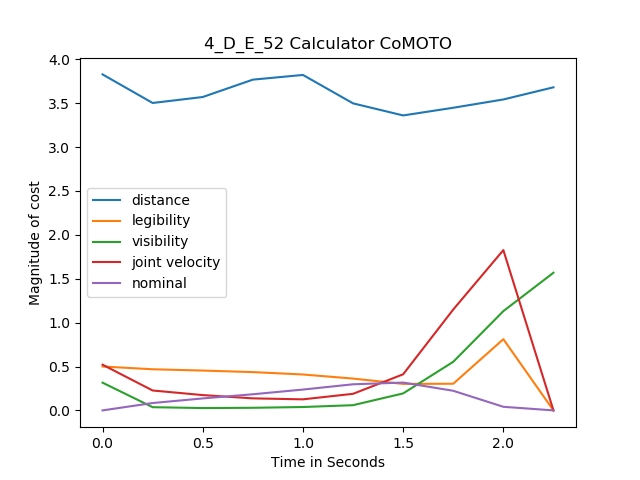 4_D_E_52 Calculator CoMOTO
Magnitude of cost
4.0
3.5
3.0
2.5
2.0
1.5
1.0
0.5
0.0
distance
legibility
visibility
joint velocity
nominal
0.0 0.5 1.0 1.5 2.0
Time in Seconds